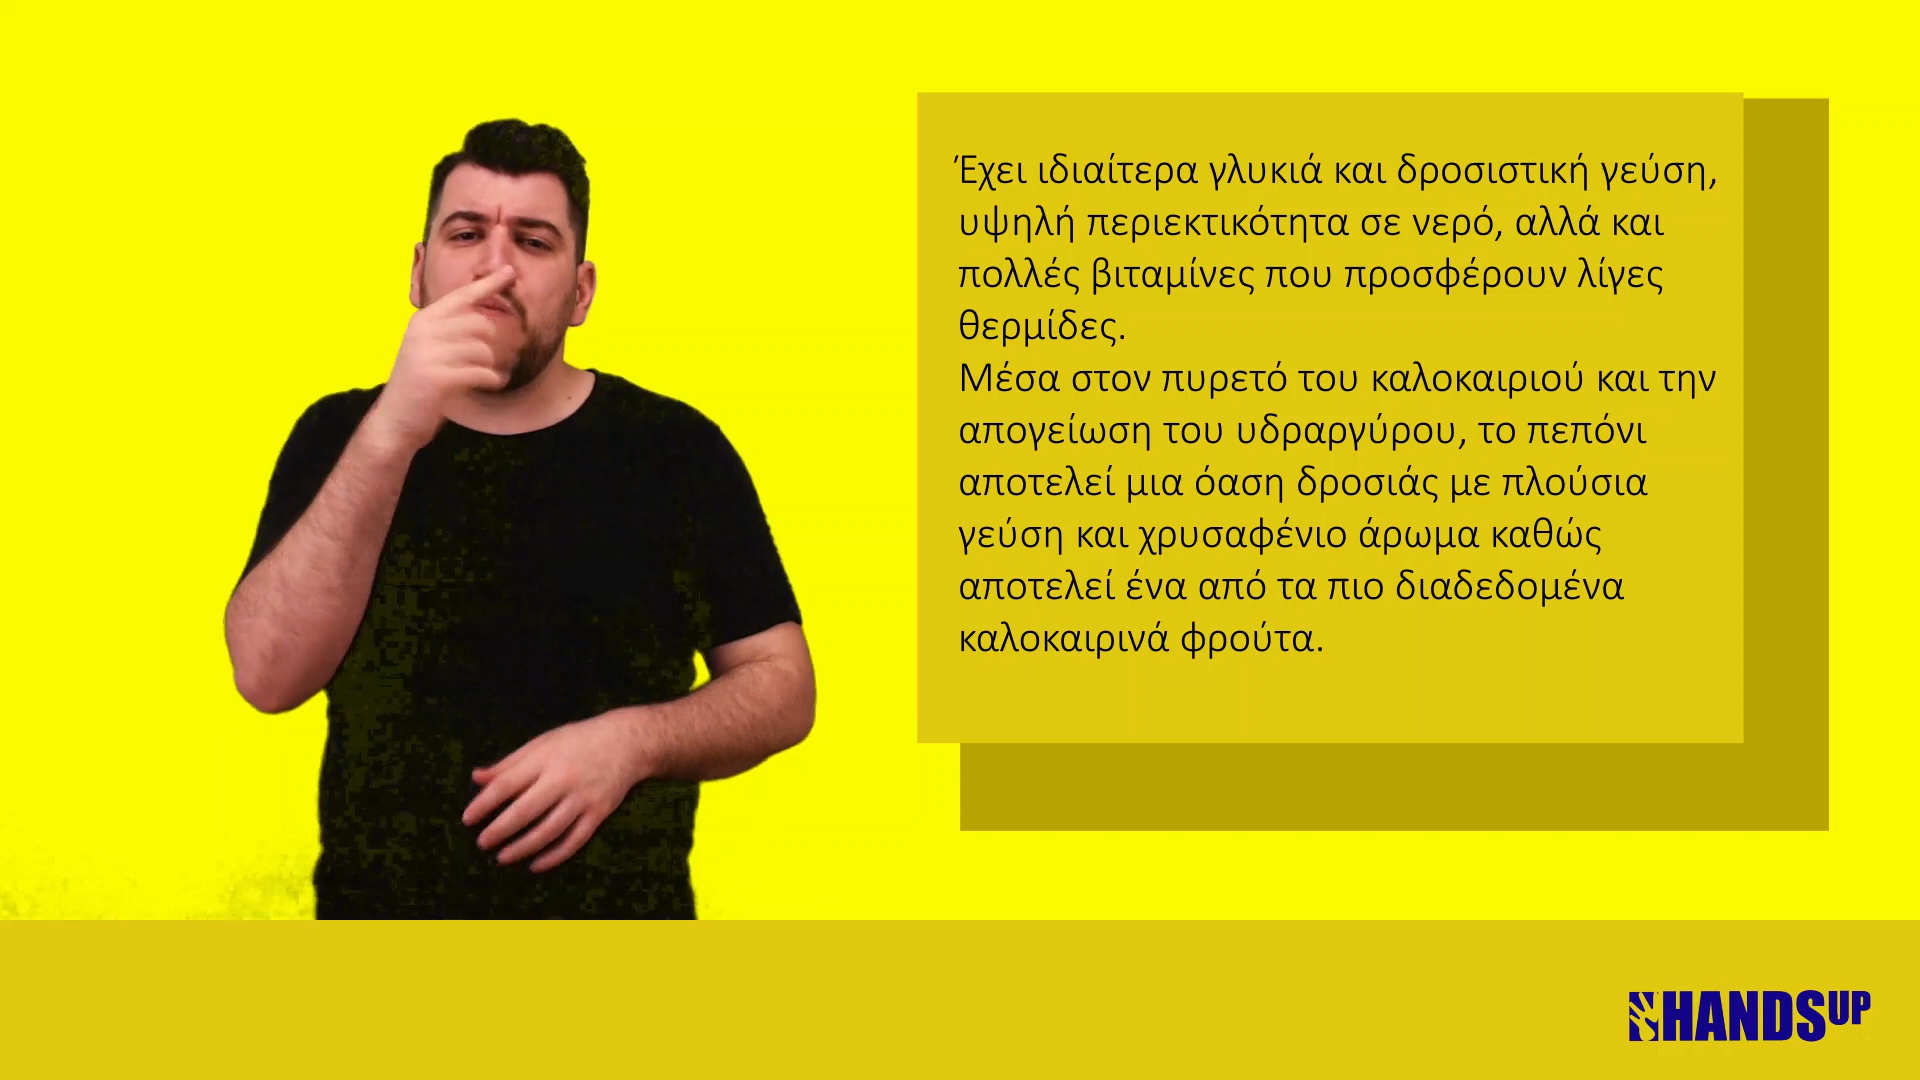 Έχει ιδιαίτερα γλυκιά και δροσιστική γεύση,
υψηλή περιεκτικότητα σε νερό, αλλά και
πολλές βιταμίνες που προσφέρουν λίγες
θερμίδες.
Μέσα στον πυρετό του καλοκαιριού και την
απογείωση του υδραργύρου, το πεπόνι
αποτελεί μια όαση δροσιάς με πλούσια
γεύση και χρυσαφένιο άρωμα καθώς
αποτελεί ένα από τα πιο διαδεδομένα
καλοκαιρινά φρούτα.
HANDSUP